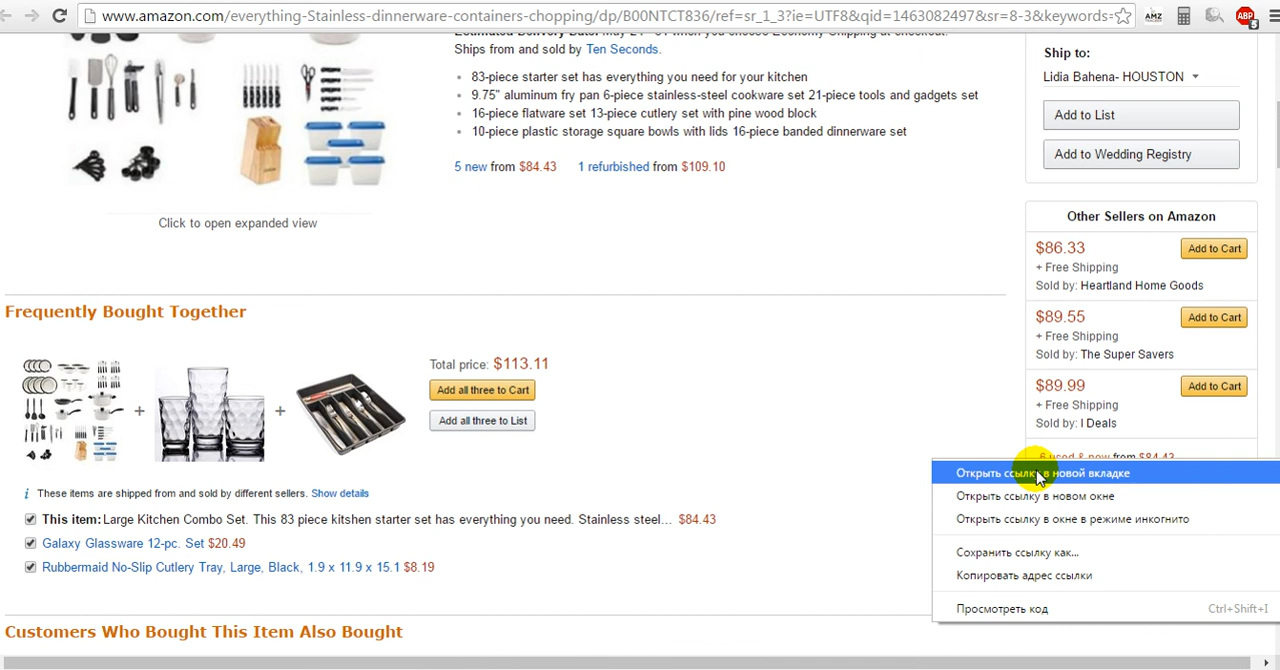 www.amazon.com/everything-Stainless-dinnerware-containers-chopping/dp/B00NTCT836/ref=sr_1_3?ie=UTF8&qid=1463082497&sr=8-3&keywords=
AMZ
ABP
5
Ships from and sold by Ten Seconds.
83-piece starter set has everything you need for your kitchen
9.75" aluminum fry pan 6-piece stainless-steel cookware set 21-piece tools and gadgets set
16-piece flatware set 13-piece cutlery set with pine wood block
10-piece plastic storage square bowls with lids 16-piece banded dinnerware set
5 new from $84.43 1 refurbished from $109.10
Click to open expanded view
Ship to:
Lidia Bahena- HOUSTON
Add to List
Add to Wedding Registry
Other Sellers on Amazon
$86.33 Add to Cart
+ Free Shipping
Sold by: Heartland Home Goods
$89.55 Add to Cart
+ Free Shipping
Sold by: The Super Savers
$89.99 Add to Cart
+ Free Shipping
Sold by: I Deals
6 used & new from $84.43
Frequently Bought Together
+ +
Total price: $113.11
Add all three to Cart
Add all three to List
i These items are shipped from and sold by different sellers. Show details
This item: Large Kitchen Combo Set. This 83 piece kitshen starter set has everything you need. Stainless steel... $84.43
Galaxy Glassware 12-pc. Set $20.49
Rubbermaid No-Slip Cutlery Tray, Large, Black, 1.9 x 11.9 x 15.1 $8.19
Customers Who Bought This Item Also Bought
Открыть ссылку в новой вкладке
Открыть ссылку в новом окне
Открыть ссылку в окне в режиме инкогнито
Сохранить ссылку как...
Копировать адрес ссылки
Просмотреть код Ctrl+Shift+I